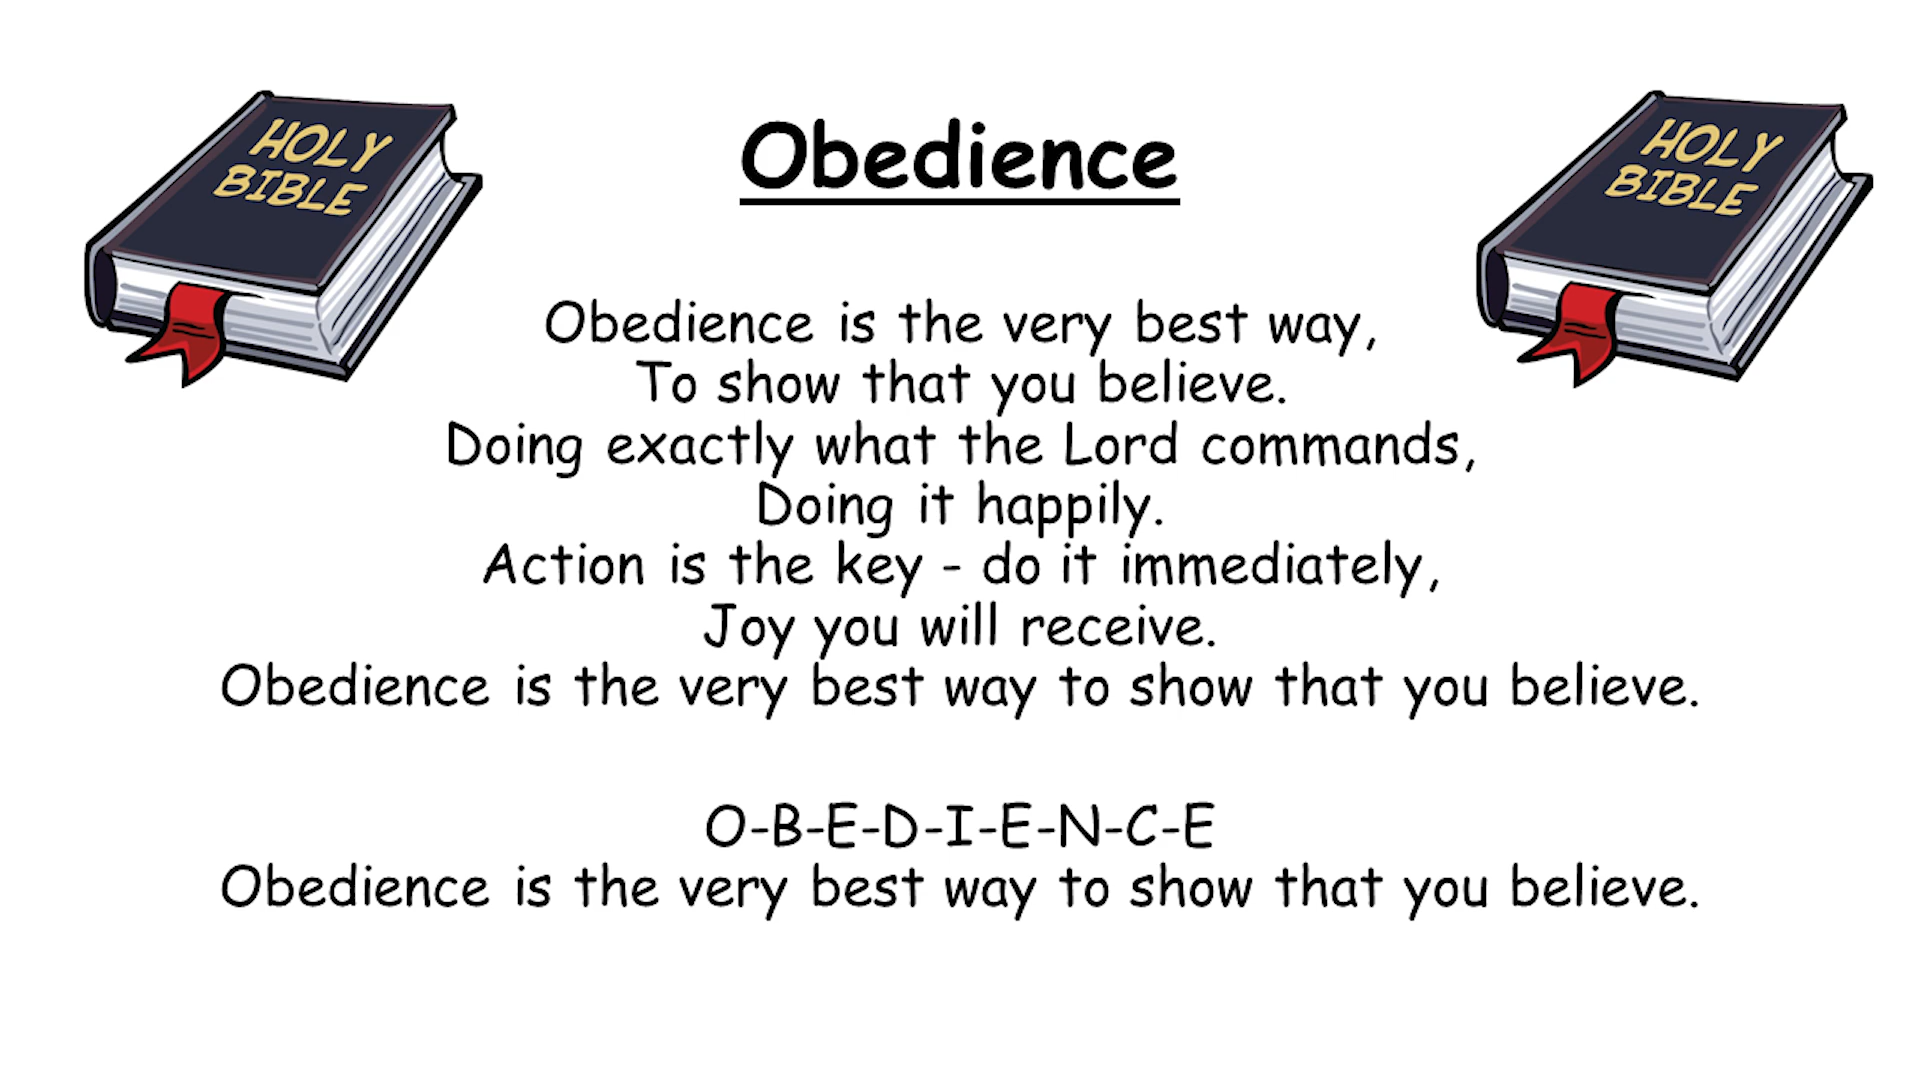 HOLY
BIBLE
Obedience
HOLY
BIBLE
Obedience is the very best way,
To show that you believe.
Doing exactly what the Lord commands,
Doing it happily.
Action is the key - do it immediately,
Joy you will receive.
Obedience is the very best way to show that you believe.
O-B-E-D-I-E-N-C-E
Obedience is the very best way to show that you believe.